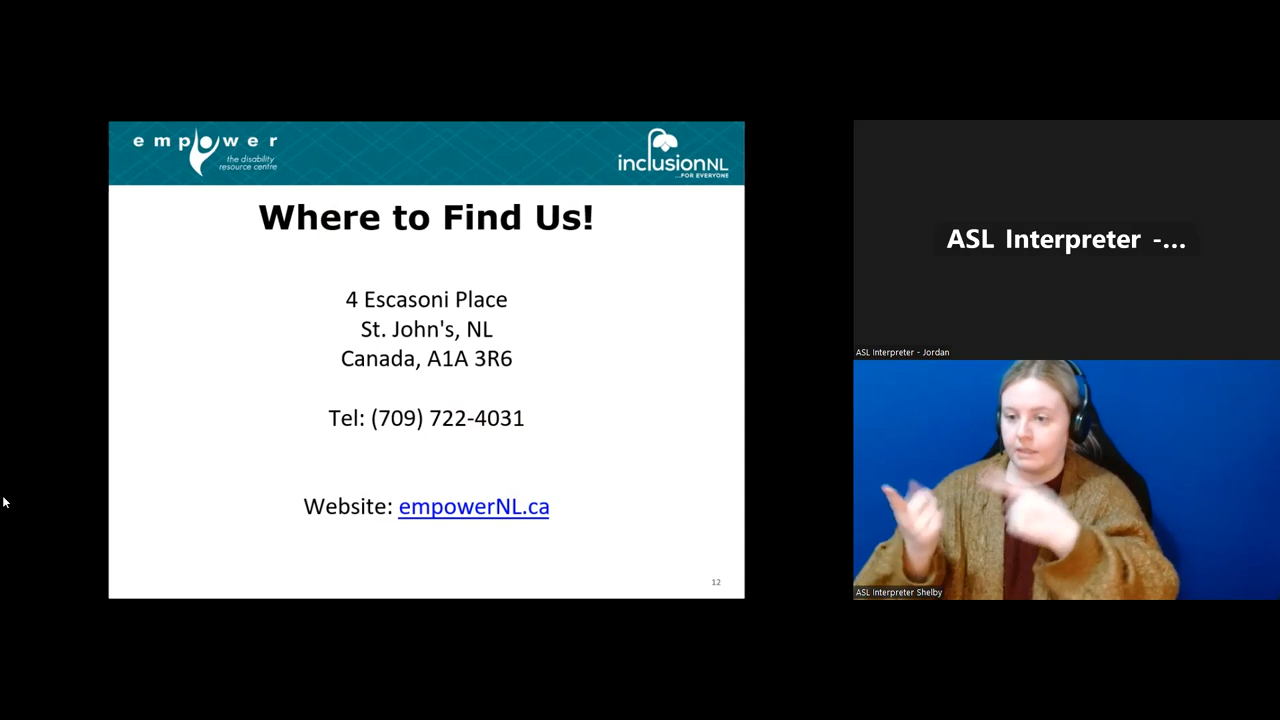 empower
the disability
resource centre
inclusionNL
...FOR EVERYONE
Where to Find Us!
4 Escasoni Place
St. John's, NL
Canada, A1A 3R6
Tel: (709) 722-4031
Website: empowerNL.ca
12
ASL Interpreter -...
ASL Interpreter - Jordan
ASL Interpreter Shelby